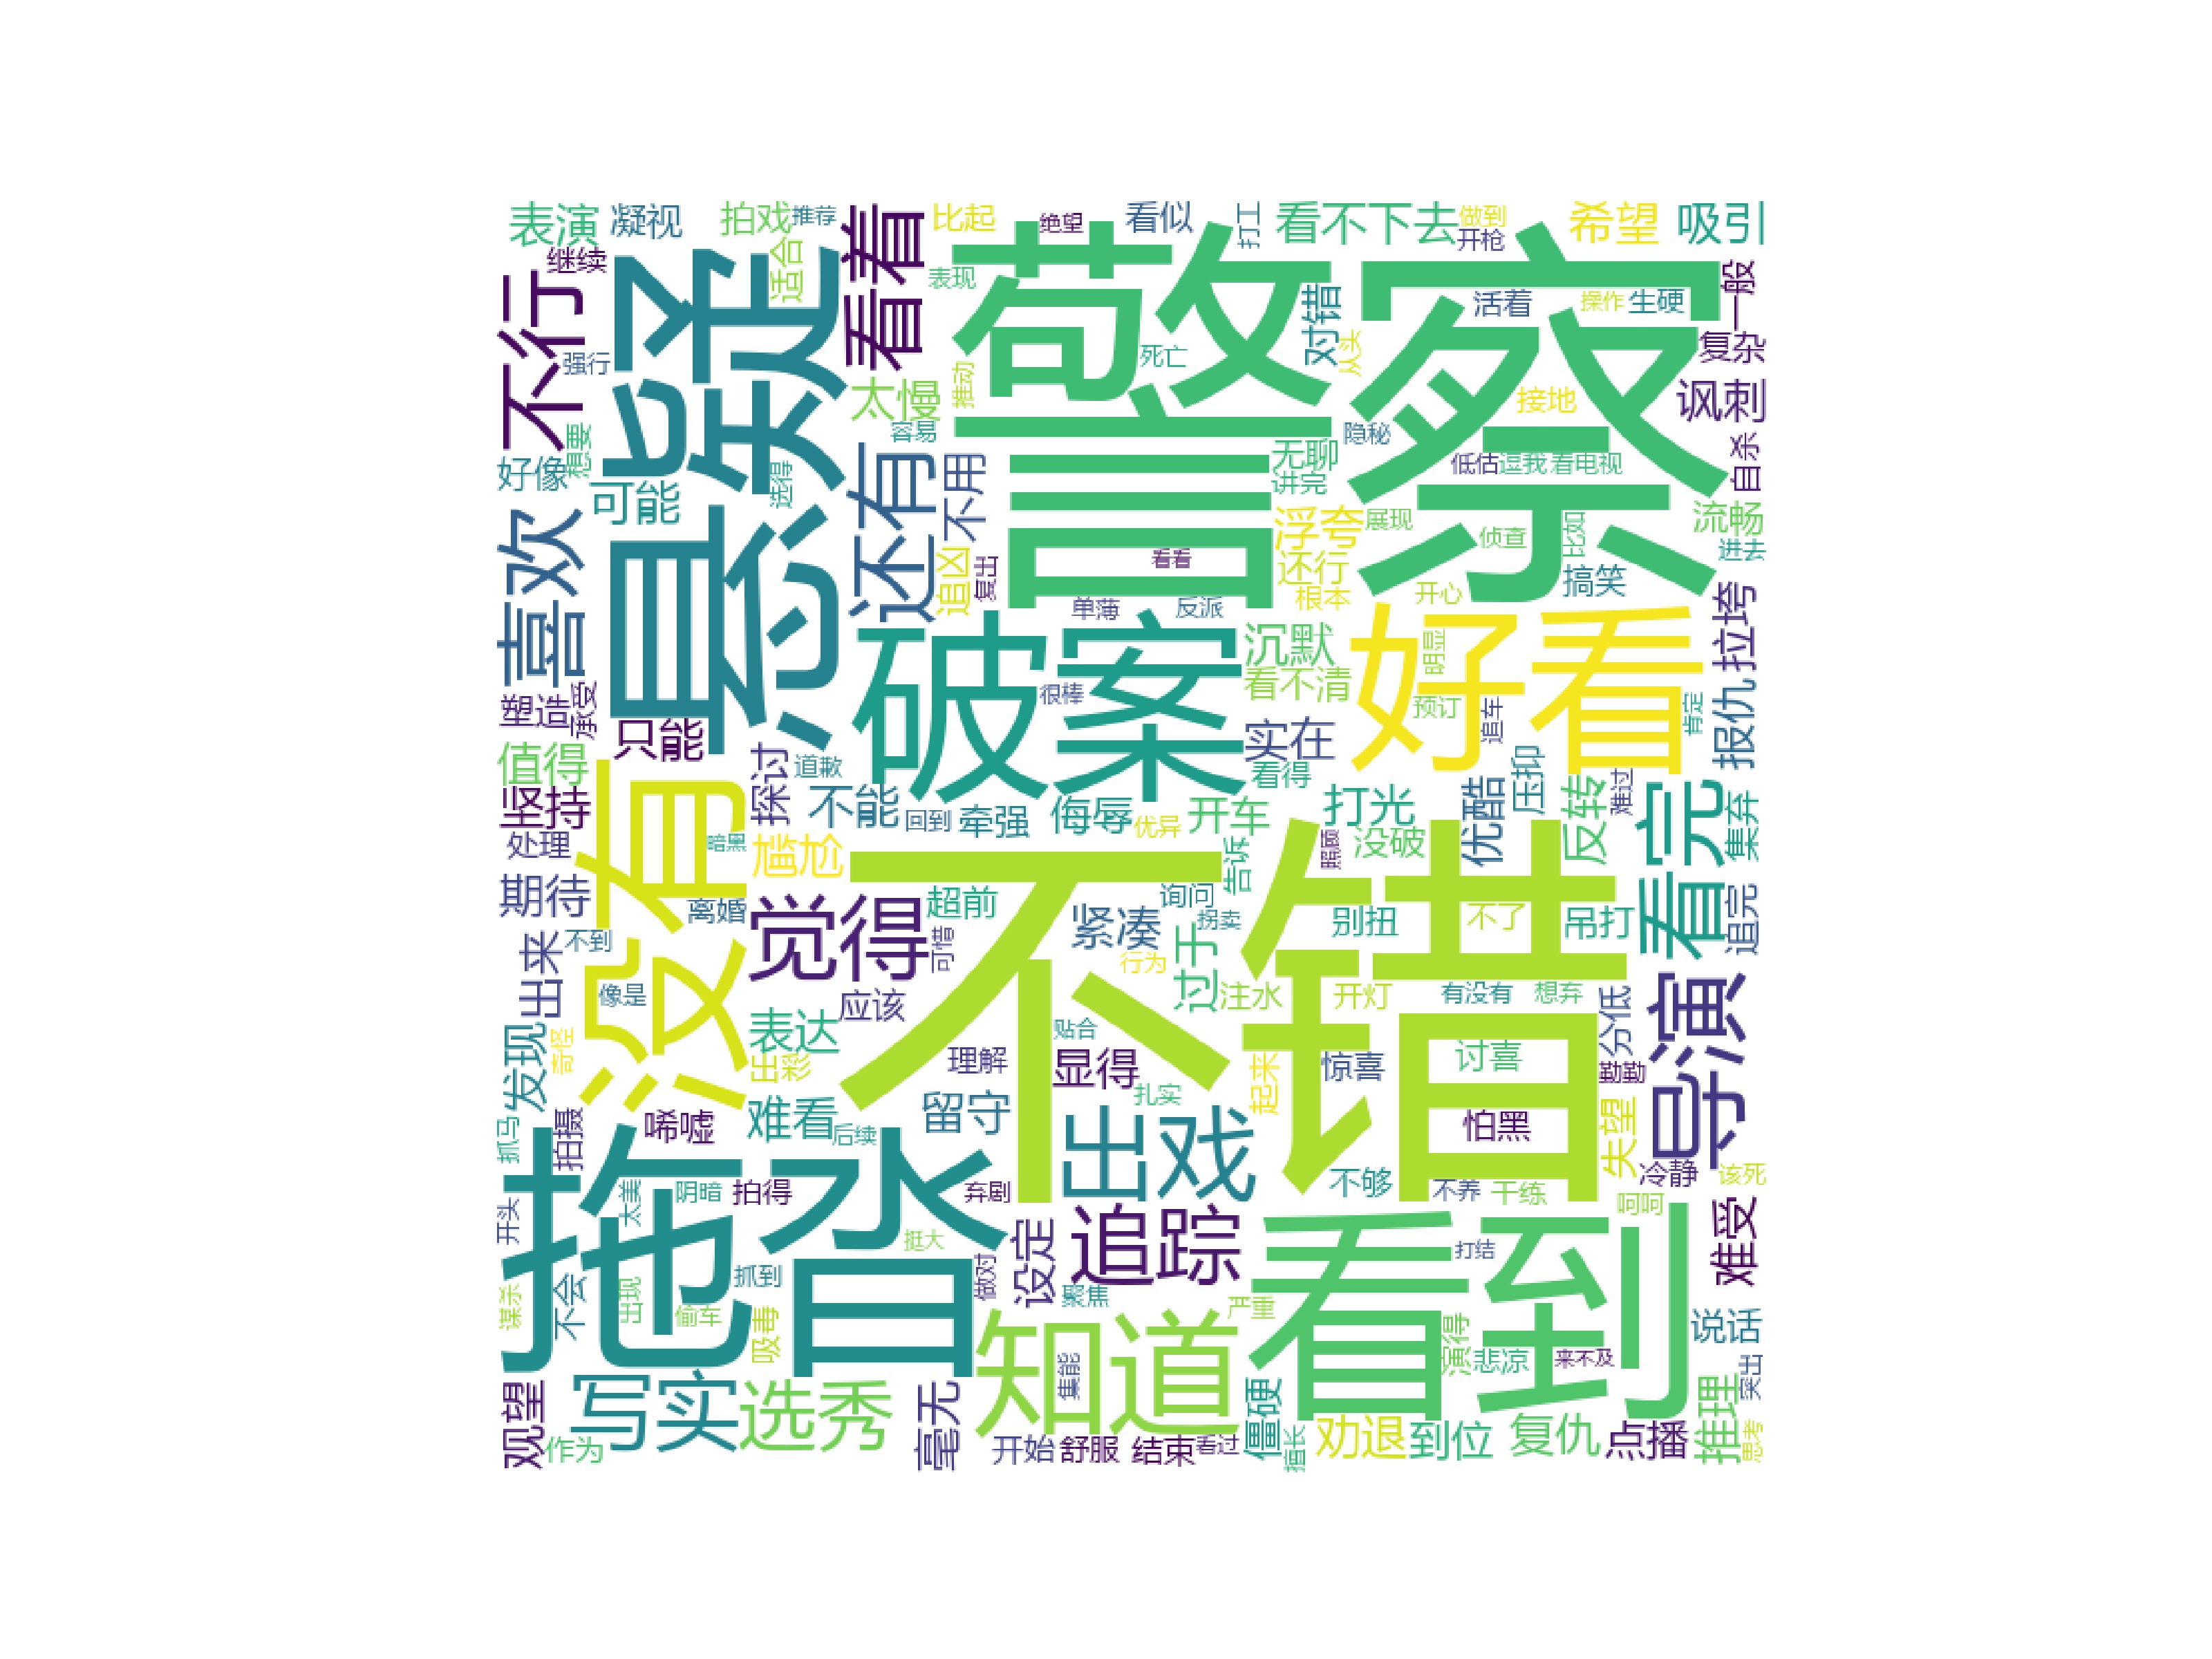 表演
凝视
拍戏
推荐
看着
比起
绝望
看似
打工
看不下去
做到
开枪
希望
吸引
继续
适合
表现
警察
一般
不行
悬疑
对错
活着
操作
生硬
复杂
强行
死亡
从头
太慢
推动
接地
讽刺
好像
想要
可能
选得
还有
容易
不用
无聊
讲完
隐秘
低估
逗我
看电视
自杀
喜欢
追凶
复出
看看
浮夸
展现
侦查
比如
流畅
进去
还行
根本
开心
搞笑
单薄
反派
破案
很棒
沉默
看不清
好看
明显
预订
追车
肯定
拉垮
报仇
塑造
承受
只能
没有
探讨
道歉
实在
看得
值得
坚持
不能
回到
牵强
侮辱
优异
开车
打光
优酷
压抑
反转
难过
看完
集弃
处理
暗黑
尴尬
不错
照顾
没破
告诉
期待
离婚
觉得
超前
询问
拐卖
紧凑
别扭
不了
吊打
追完
出来
不到
像是
可惜
行为
过于
注水
开灯
有没有
想弃
导演
应该
表达
贴合
分低
发现
奇怪
出彩
理解
显得
扎实
起来
惊喜
讨喜
勤勤
抓马
拍摄
唏嘘
难看
后续
留守
出戏
怕黑
失望
冷静
该死
拖沓
太美
阴暗
拍得
弃剧
不够
不养
干练
呵呵
开头
挺大
追踪
看到
打结
难受
谋杀
不会
出现
偷车
抓到
吸毒
做对
设定
聚焦
严重
知道
演得
悲凉
来不及
说话
突出
观望
写实
选秀
毫无
集能
僵硬
擅长
劝退
到位
复仇
点播
推理
思考
作为
开始
舒服
结束
看过